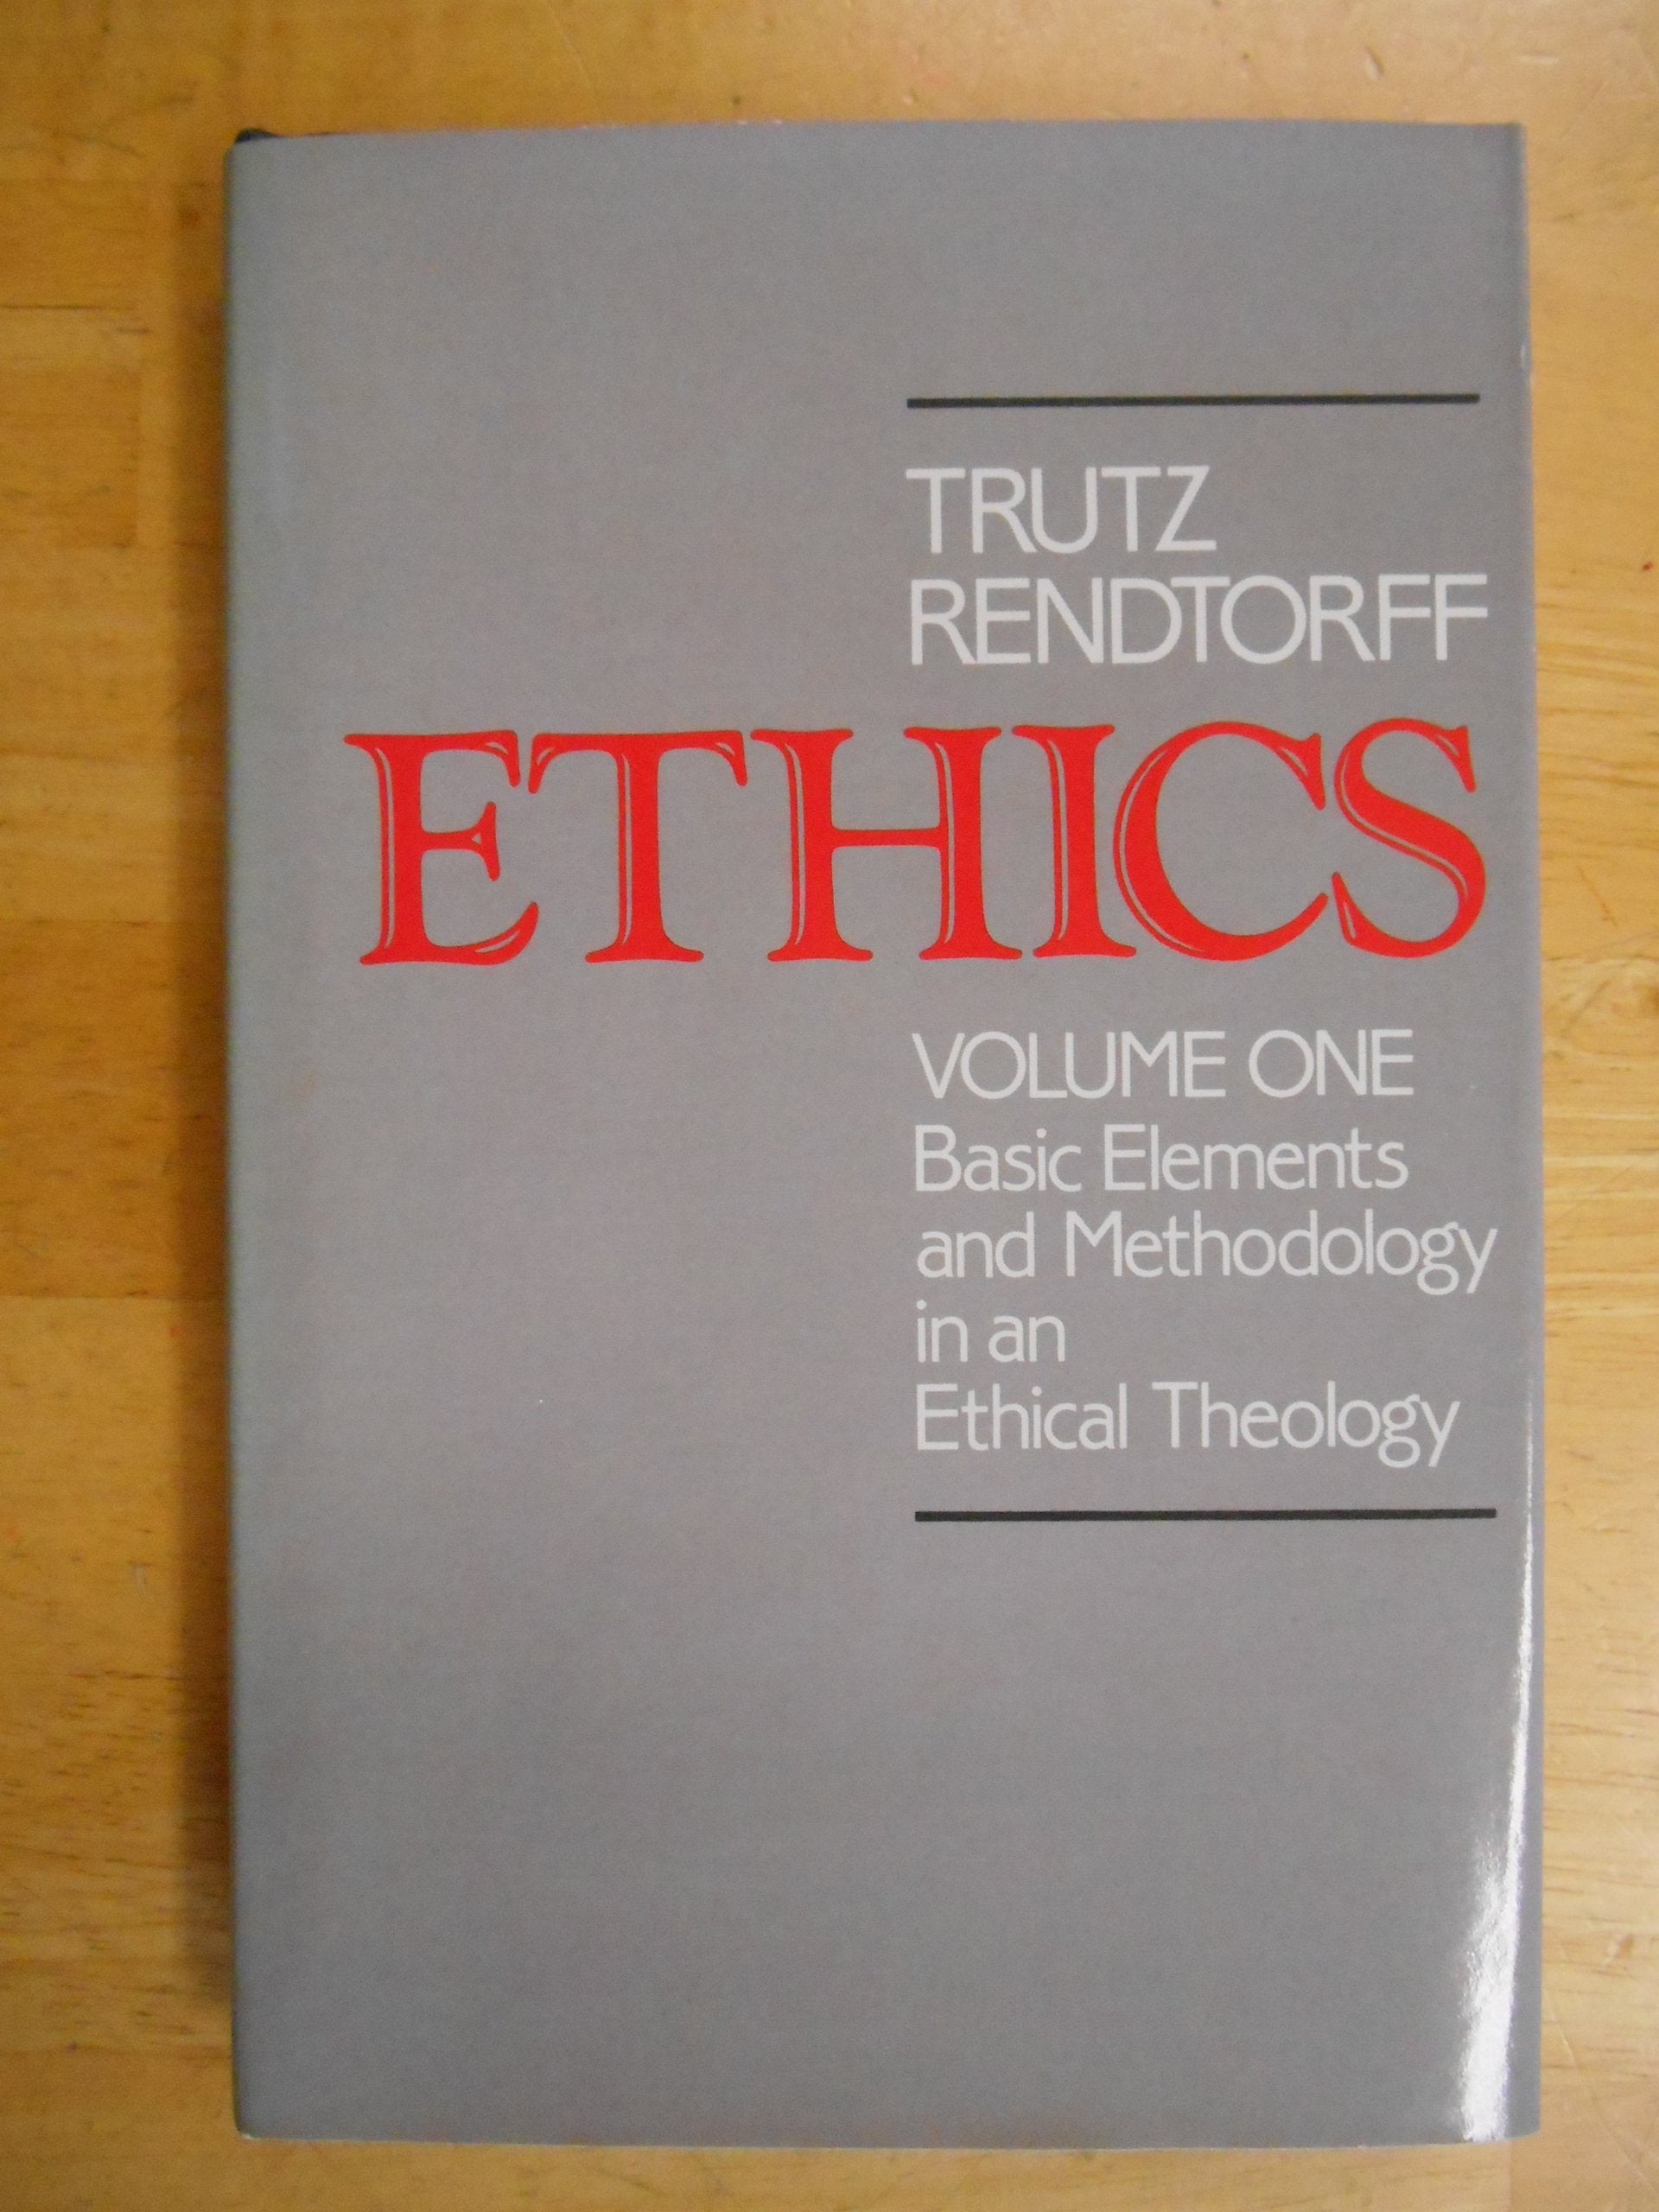 TRUTZ
RENDTORFF
ETHICS
VOLUME ONE
Basic Elements
and Methodology
in an
Ethical Theology